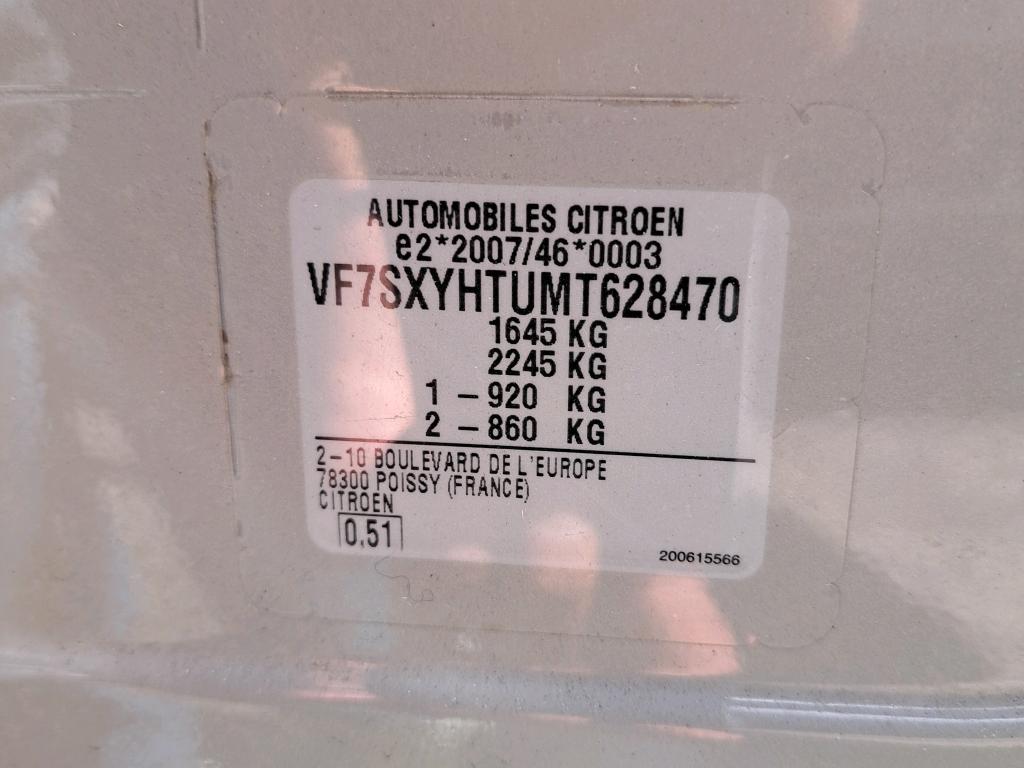 AUTOMOBILES CITROEN
e2*2007/46*0003
VF7SXYHTUMT628470
1645 KG
2245 KG
1 – 920 KG
2 – 860 KG
2–10 BOULEVARD DE L'EUROPE
78300 POISSY (FRANCE)
CITROEN
0,51
200615566